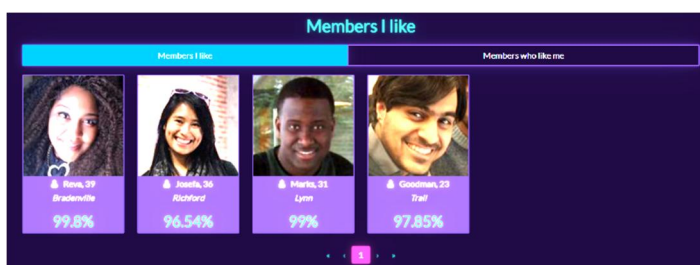 Members I like
Members I like
Members who like me
Reva, 39
Bradenville
99.8%
Josefa, 36
Richford
96.54%
Marks, 31
Lynn
99%
Goodman, 23
Trail
97.85%
« ‹ 1 › »